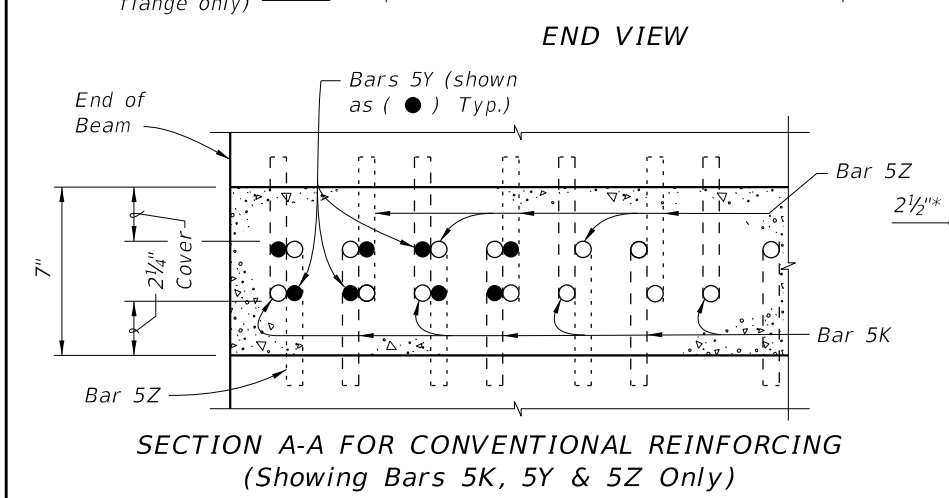 flange only)
END VIEW
Bars 5Y (shown
as ( ● ) Typ.)
End of
Beam
Bar 5Z
2½"*
7"
2¼"
Cover
Bar 5K
Bar 5Z
SECTION A-A FOR CONVENTIONAL REINFORCING
(Showing Bars 5K, 5Y & 5Z Only)